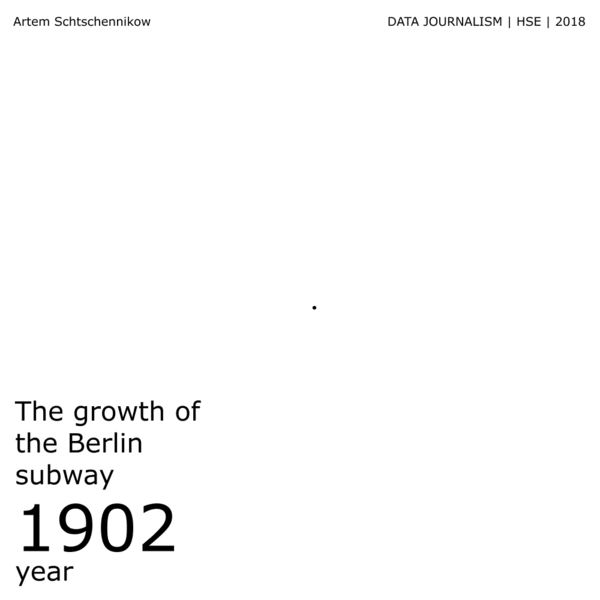 Artem Schtschennikow
DATA JOURNALISM | HSE | 2018
The growth of
the Berlin
subway
1902
year